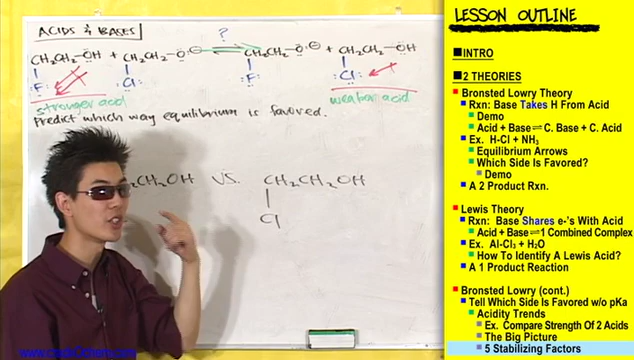 ACIDS & BASES
?
CH2CH2-OH + CH2CH2-O⊖ ⇌ CH2CH2-O⊖ + CH2CH2-OH
F Cl F Cl
stronger acid weaker acid
Predict which way equilibrium is favored.
CH2OH VS. CH2CH2OH
Cl
LESSON OUTLINE
INTRO
2 THEORIES
Bronsted Lowry Theory
Rxn: Base Takes H From Acid
Demo
Acid + Base⇌C. Base + C. Acid
Ex. H-Cl + NH3
Equilibrium Arrows
Which Side Is Favored?
Demo
A 2 Product Rxn.
Lewis Theory
Rxn: Base Shares e-'s With Acid
Acid + Base⇌1 Combined Complex
Ex. Al-Cl3 + H2O
How To Identify A Lewis Acid?
A 1 Product Reaction
Bronsted Lowry (cont.)
Tell Which Side Is Favored w/o pKa
Acidity Trends
Ex. Compare Strength Of 2 Acids
The Big Picture
5 Stabilizing Factors